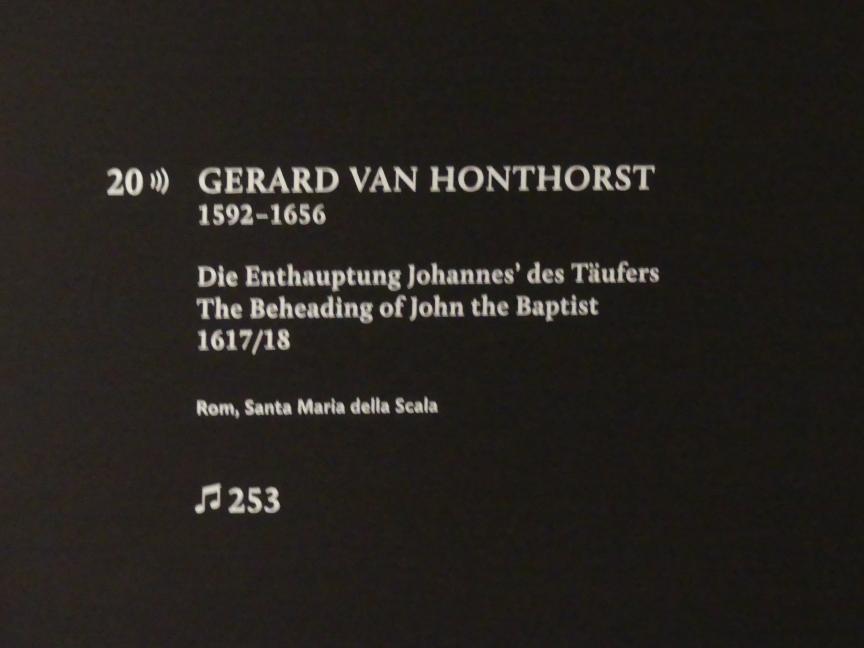 20 GERARD VAN HONTHORST
1592–1656
Die Enthauptung Johannes’ des Täufers
The Beheading of John the Baptist
1617/18
Rom, Santa Maria della Scala
253